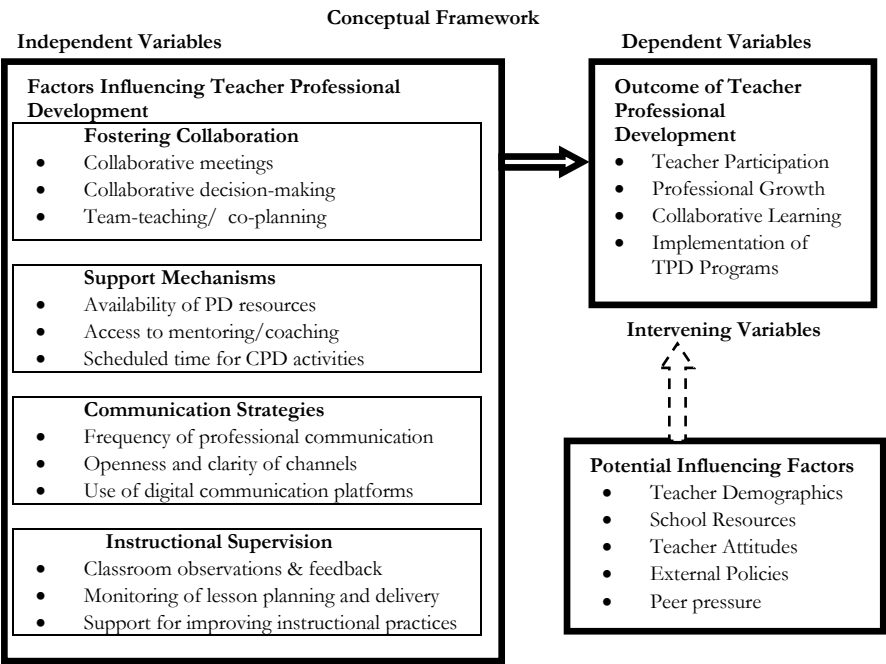 Conceptual Framework
Independent Variables
Dependent Variables
Factors Influencing Teacher Professional
Development
Fostering Collaboration
• Collaborative meetings
• Collaborative decision-making
• Team-teaching/ co-planning
Support Mechanisms
• Availability of PD resources
• Access to mentoring/coaching
• Scheduled time for CPD activities
Communication Strategies
• Frequency of professional communication
• Openness and clarity of channels
• Use of digital communication platforms
Instructional Supervision
• Classroom observations & feedback
• Monitoring of lesson planning and delivery
• Support for improving instructional practices
Outcome of Teacher
Professional
Development
• Teacher Participation
• Professional Growth
• Collaborative Learning
• Implementation of
TPD Programs
Intervening Variables
Potential Influencing Factors
• Teacher Demographics
• School Resources
• Teacher Attitudes
• External Policies
• Peer pressure